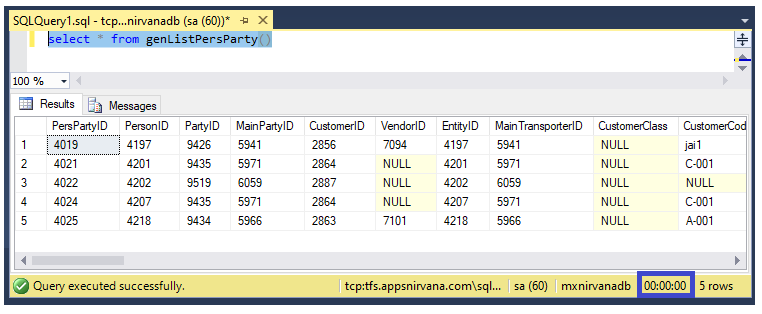 SQLQuery1.sql - tcp...nirvanadb (sa (60))*
select * from genListPersParty()
100 %
Results Messages
PersPartyID PersonID PartyID MainPartyID CustomerID VendorID EntityID MainTransporterID CustomerClass CustomerCod
1 4019 4197 9426 5941 2856 7094 4197 5941 NULL jai1
2 4021 4201 9435 5971 2864 NULL 4201 5971 NULL C-001
3 4022 4202 9519 6059 2887 NULL 4202 6059 NULL NULL
4 4024 4207 9435 5971 2864 NULL 4207 5971 NULL C-001
5 4025 4218 9434 5966 2863 7101 4218 5966 NULL A-001
Query executed successfully. tcp:tfs.appsnirvana.com\sql... sa (60) mxnirvanadb 00:00:00 5 rows